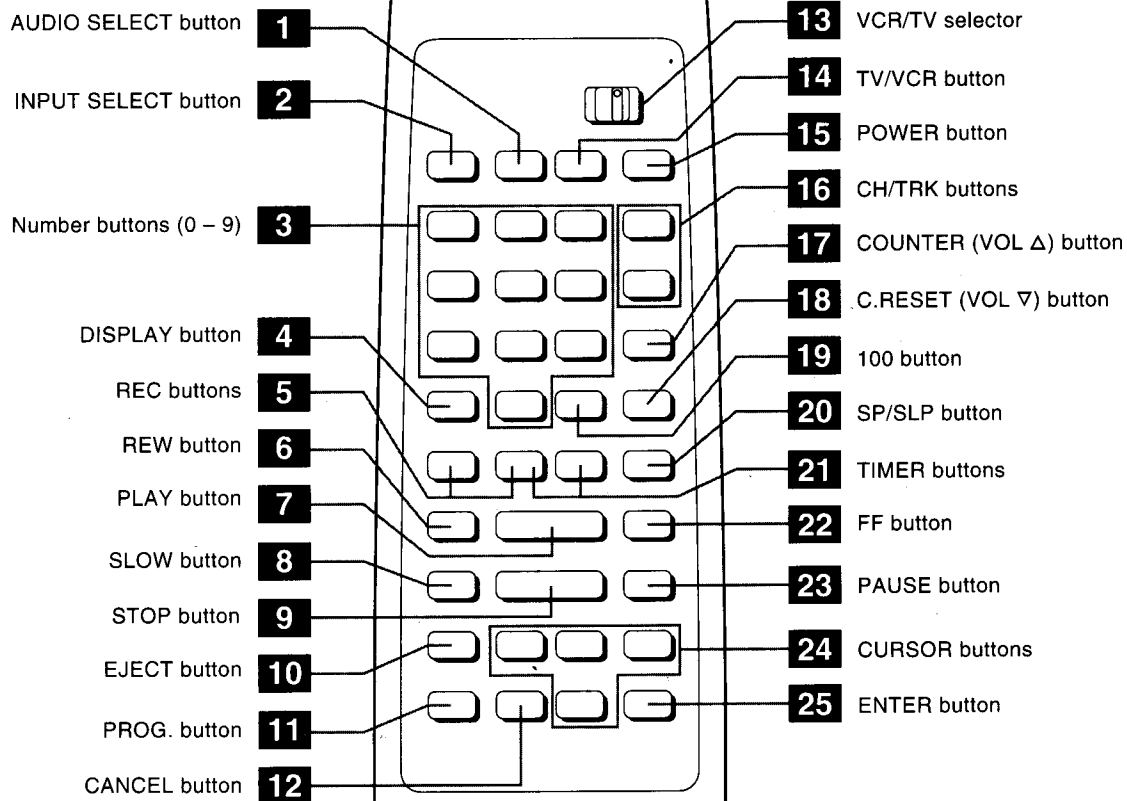 AUDIO SELECT button 1
INPUT SELECT button 2
Number buttons (0 – 9) 3
DISPLAY button 4
REC buttons 5
REW button 6
PLAY button 7
SLOW button 8
STOP button 9
EJECT button 10
PROG. button 11
CANCEL button 12
13 VCR/TV selector
14 TV/VCR button
15 POWER button
16 CH/TRK buttons
17 COUNTER (VOL △) button
18 C.RESET (VOL ▽) button
19 100 button
20 SP/SLP button
21 TIMER buttons
22 FF button
23 PAUSE button
24 CURSOR buttons
25 ENTER button